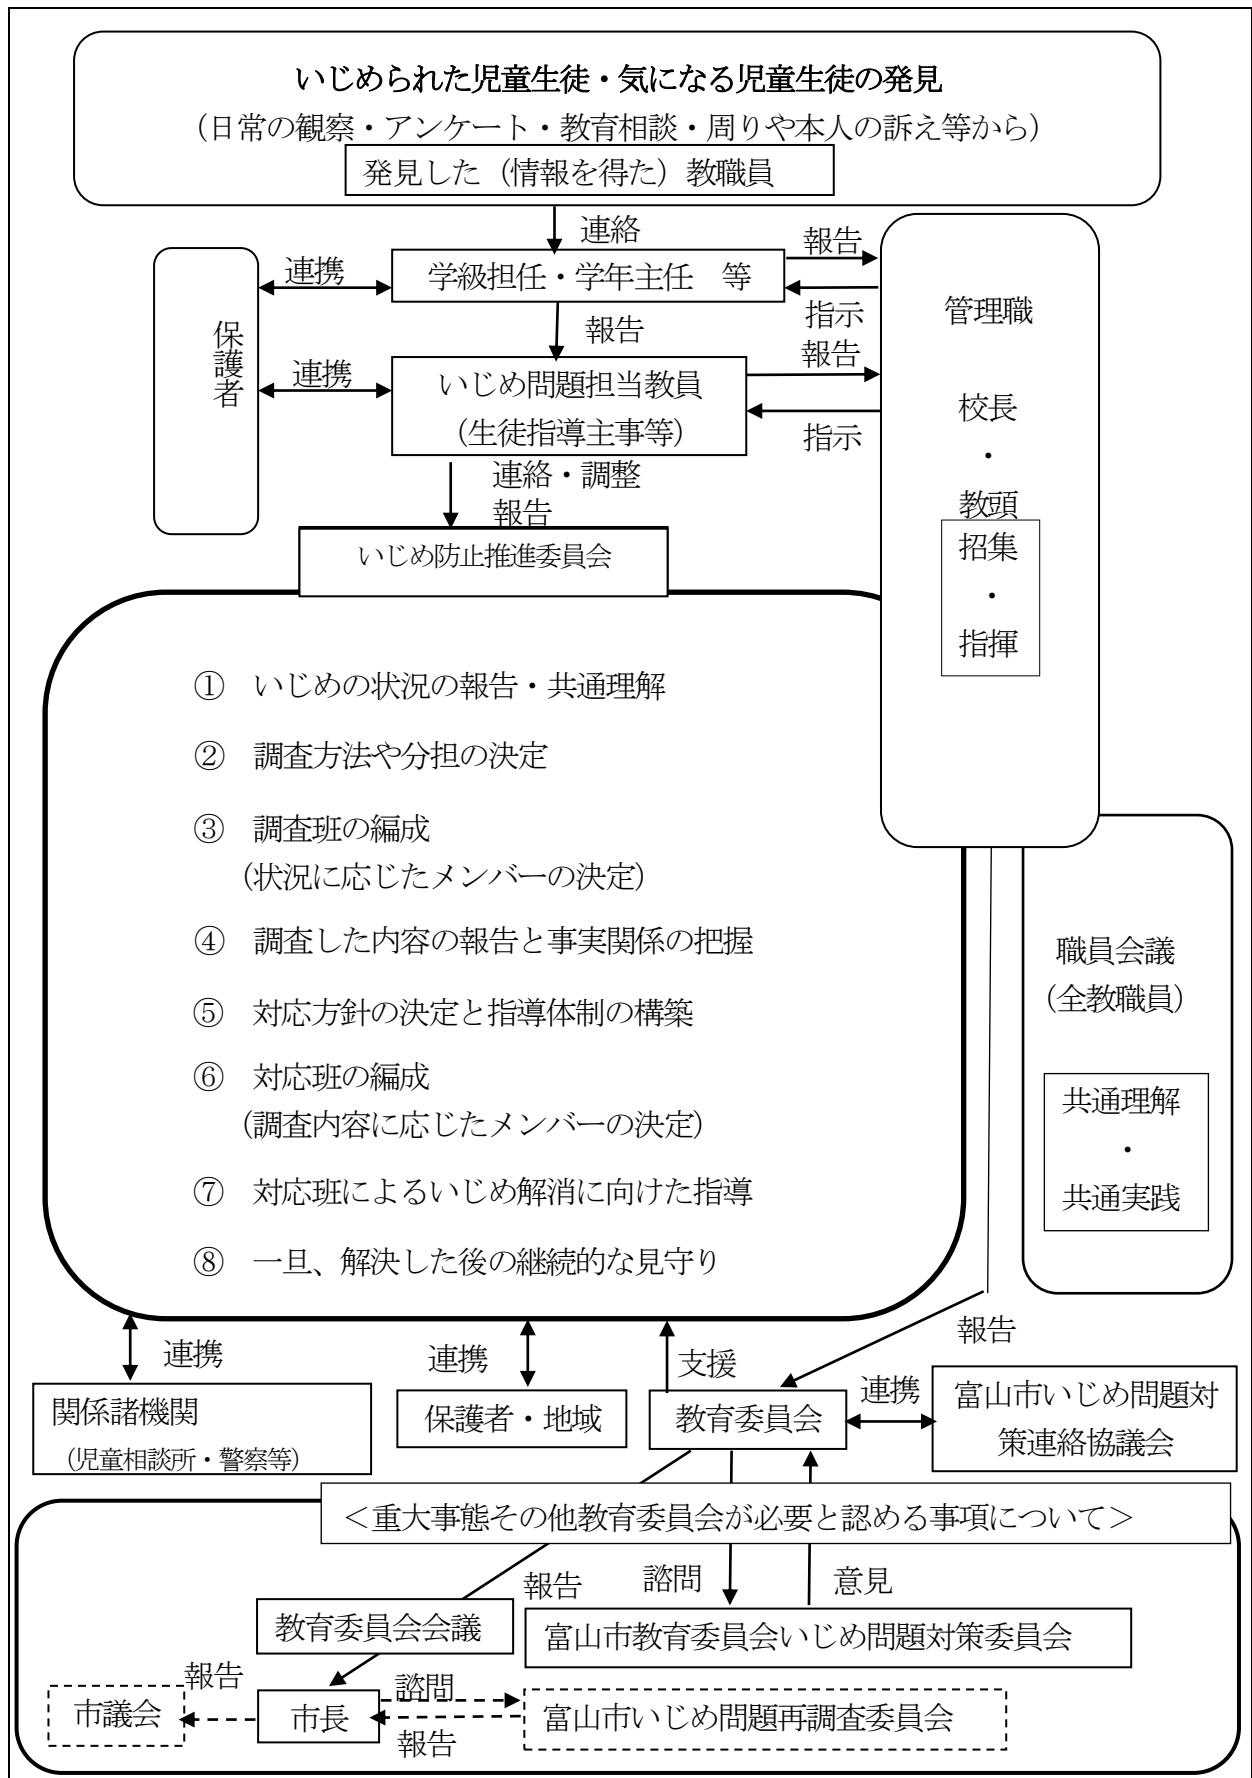 いじめられた児童生徒・気になる児童生徒の発見
（日常の観察・アンケート・教育相談・周りや本人の訴え等から）
発見した（情報を得た）教職員
連絡
報告
連携
学級担任・学年主任　等
指示
管理職
報告
報告
保護者
連携
いじめ問題担当教員
（生徒指導主事等）
指示
校長
・
教頭
連絡・調整
報告
招集
・
指揮
いじめ防止推進委員会
①　いじめの状況の報告・共通理解
②　調査方法や分担の決定
③　調査班の編成
（状況に応じたメンバーの決定）
④　調査した内容の報告と事実関係の把握
⑤　対応方針の決定と指導体制の構築
⑥　対応班の編成
（調査内容に応じたメンバーの決定）
⑦　対応班によるいじめ解消に向けた指導
⑧　一旦、解決した後の継続的な見守り
職員会議
（全教職員）
共通理解
・
共通実践
報告
連携
連携
支援
連携
関係諸機関
（児童相談所・警察等）
保護者・地域
教育委員会
富山市いじめ問題対
策連絡協議会
＜重大事態その他教育委員会が必要と認める事項について＞
報告
諮問
意見
教育委員会会議
富山市教育委員会いじめ問題対策委員会
報告
諮問
市議会
市長
富山市いじめ問題再調査委員会
報告